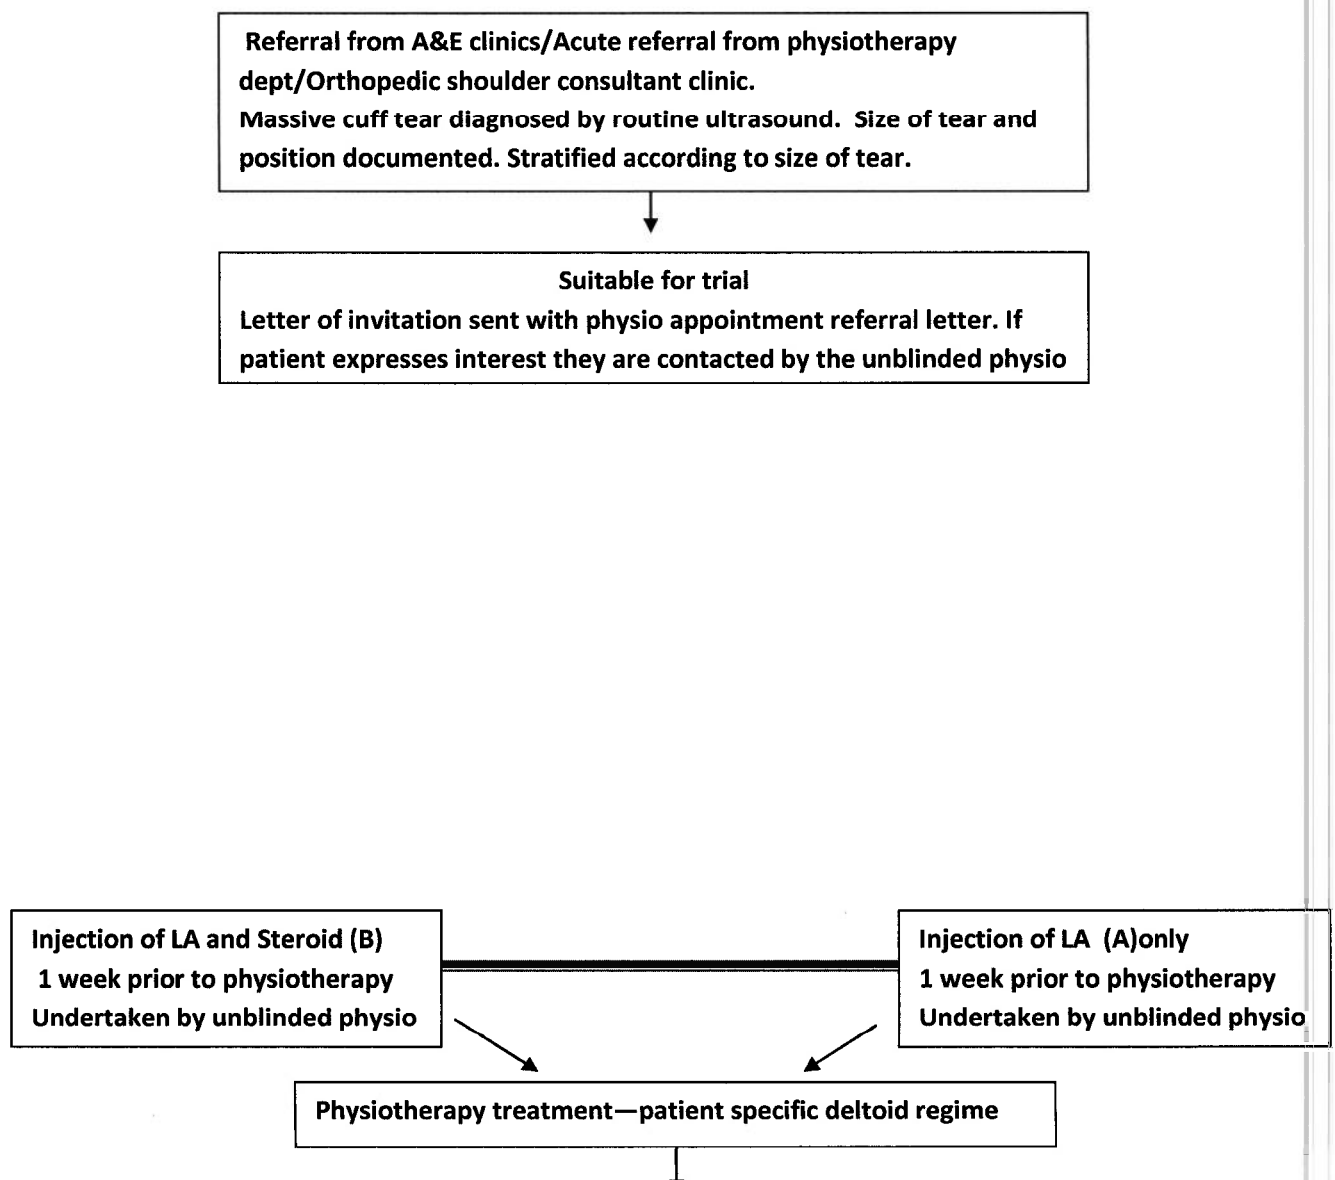 Referral from A&E clinics/Acute referral from physiotherapy
dept/Orthopedic shoulder consultant clinic.
Massive cuff tear diagnosed by routine ultrasound. Size of tear and
position documented. Stratified according to size of tear.
Suitable for trial
Letter of invitation sent with physio appointment referral letter. If
patient expresses interest they are contacted by the unblinded physio
Injection of LA and Steroid (B)
1 week prior to physiotherapy
Undertaken by unblinded physio
Injection of LA (A)only
1 week prior to physiotherapy
Undertaken by unblinded physio
Physiotherapy treatment—patient specific deltoid regime